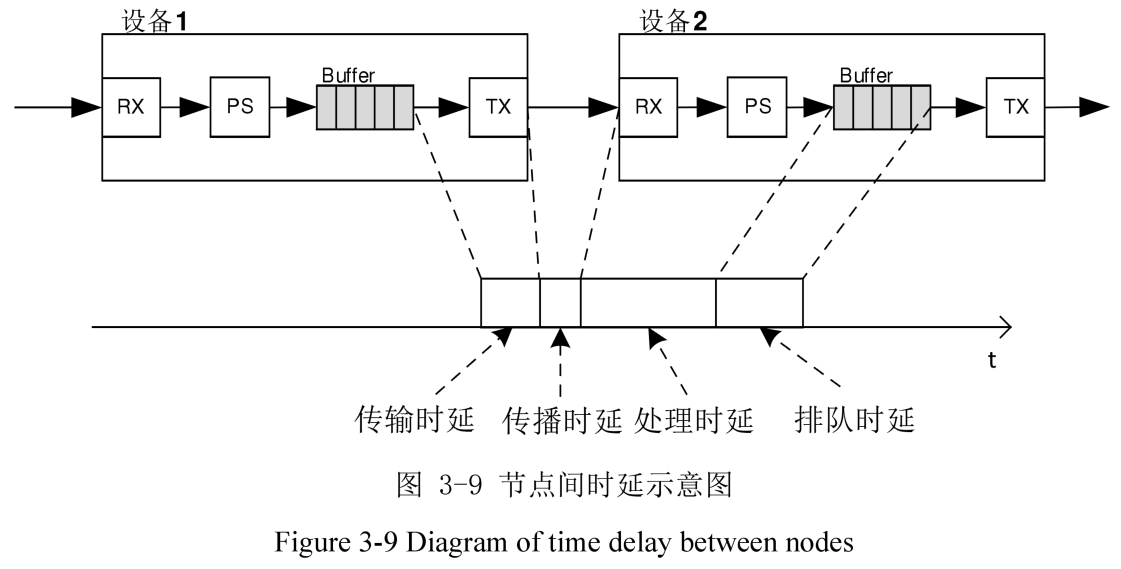 设备1 设备2
Buffer Buffer
RX PS TX RX PS TX
t
传输时延 传播时延 处理时延 排队时延
图 3-9 节点间时延示意图
Figure 3-9 Diagram of time delay between nodes